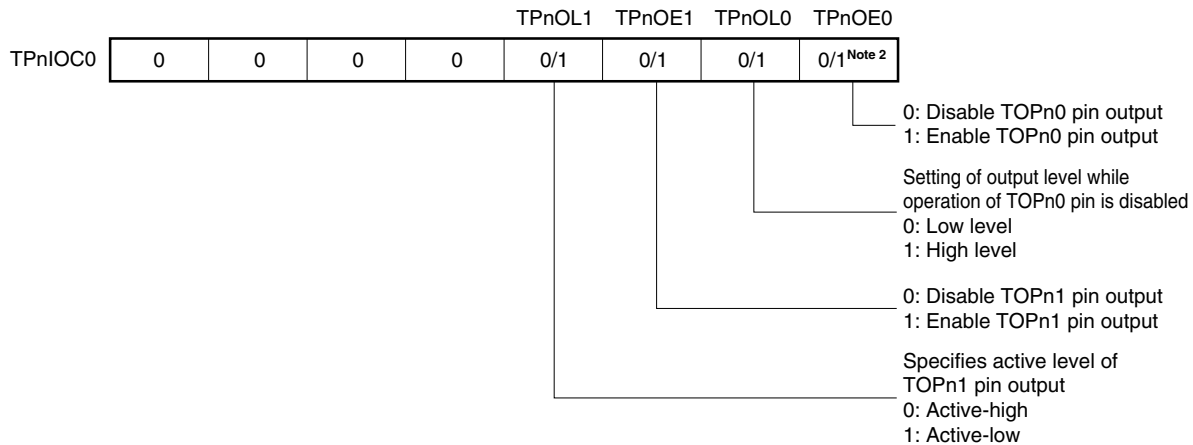 TPnOL1 TPnOE1 TPnOL0 TPnOE0
TPnIOC0 0 0 0 0 0/1 0/1 0/1 0/1 Note 2
0: Disable TOPn0 pin output
1: Enable TOPn0 pin output
Setting of output level while
operation of TOPn0 pin is disabled
0: Low level
1: High level
0: Disable TOPn1 pin output
1: Enable TOPn1 pin output
Specifies active level of
TOPn1 pin output
0: Active-high
1: Active-low